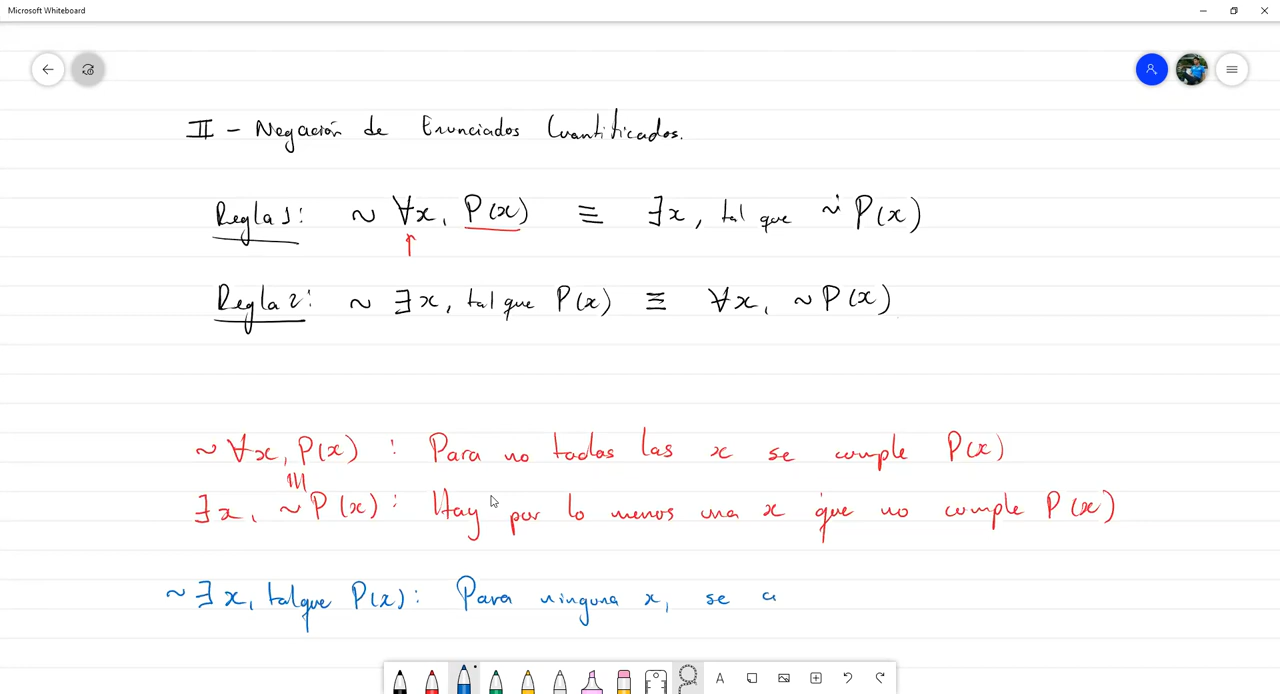 Microsoft Whiteboard
II - Negación de Enunciados Cuantificados.
Regla 1: ~ ∀x, P(x) ≡ ∃x, tal que ~ P(x)
Regla 2: ~ ∃x, tal que P(x) ≡ ∀x, ~P(x)
~ ∀x, P(x) : Para no todas las x se cumple P(x)
≡
∃x, ~P(x) : Hay por lo menos una x que no cumple P(x)
~ ∃x, tal que P(x) : Para ninguna x, se c
A